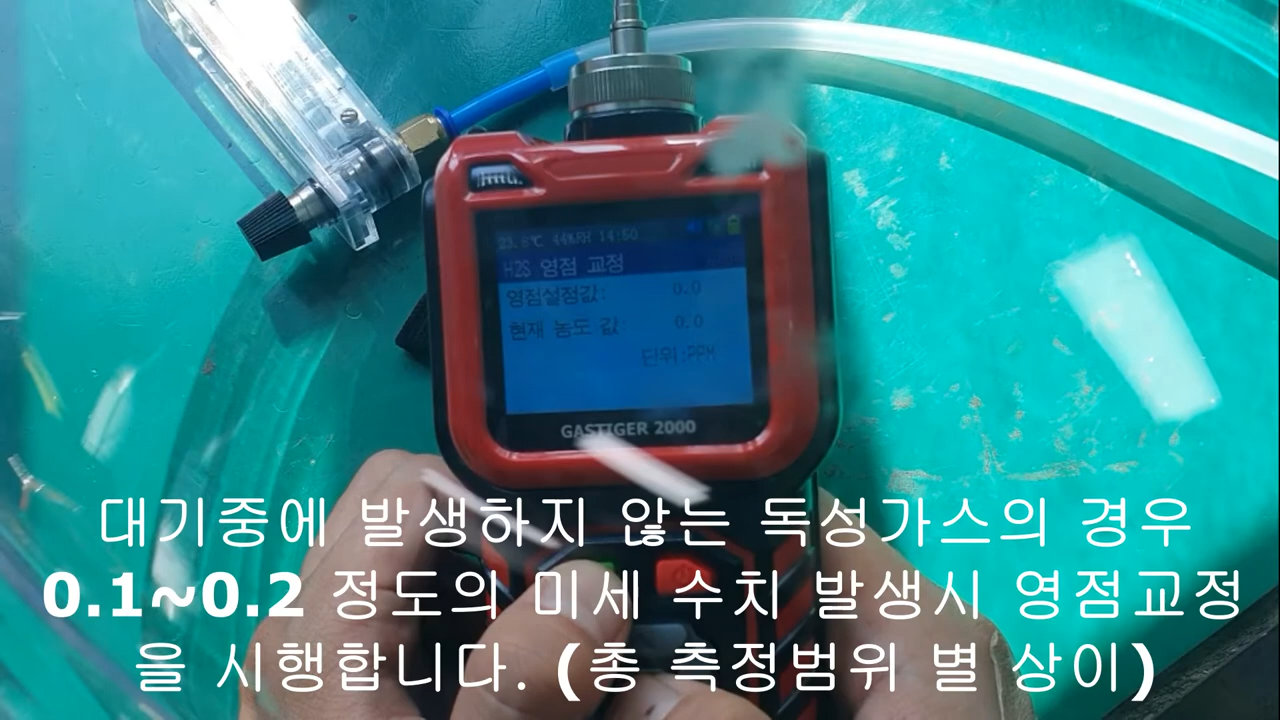 23.6℃ 44%RH 14:50
H2S 영점 교정
영점설정값: 0.0
현재 농도 값: 0.0
단위:PPM
GASTIGER 2000
대기중에 발생하지 않는 독성가스의 경우
0.1~0.2 정도의 미세 수치 발생시 영점교정
을 시행합니다. (총 측정범위 별 상이)